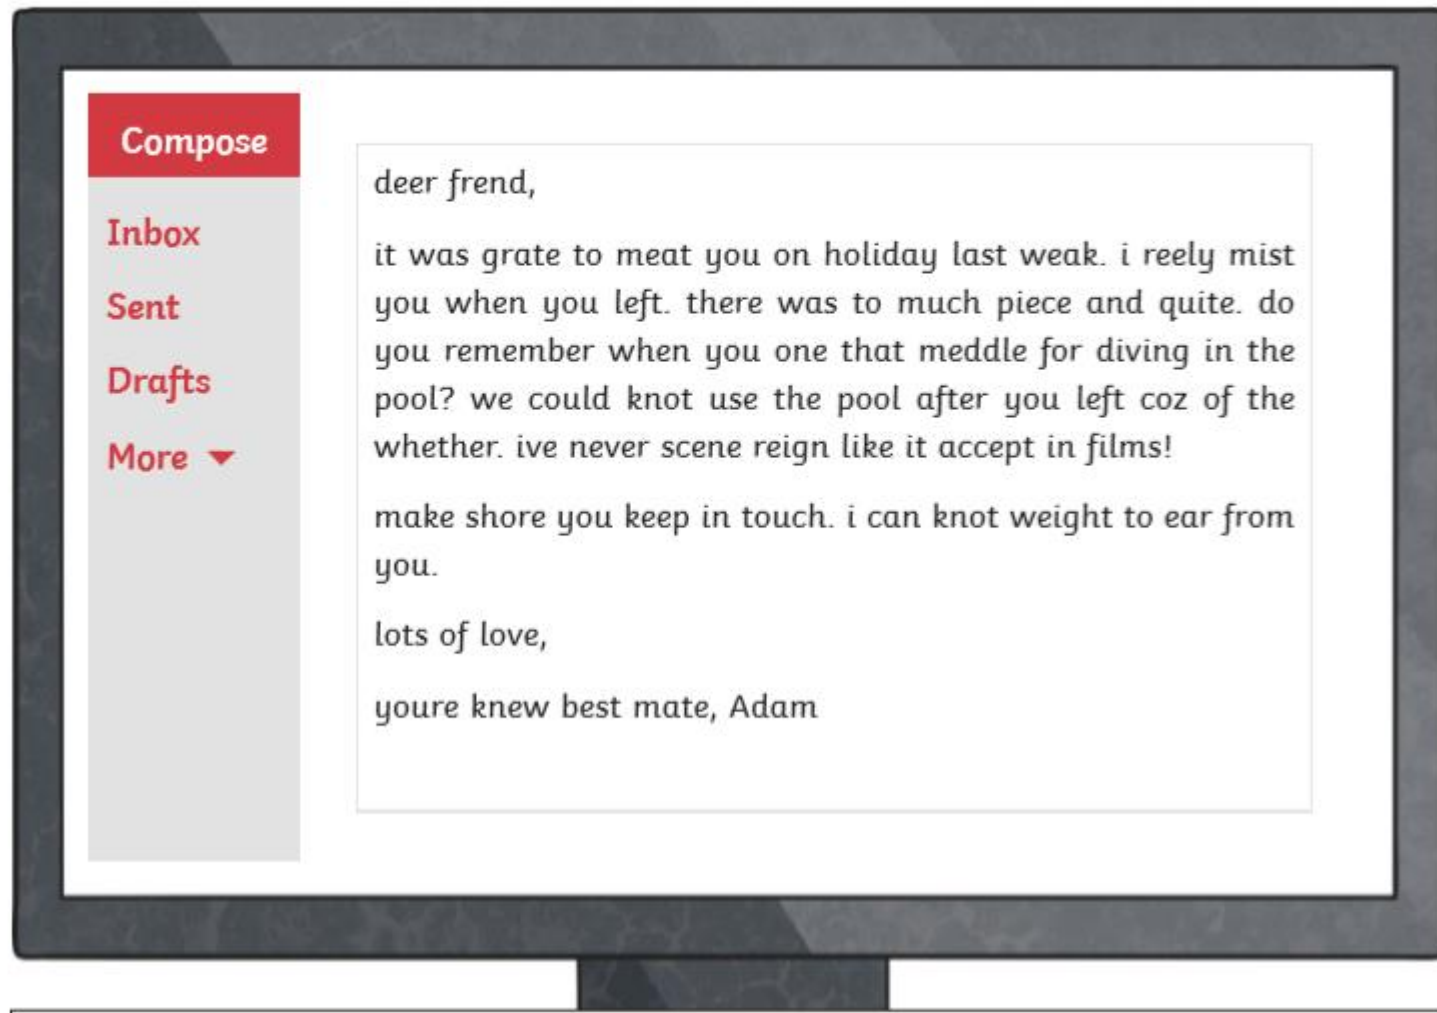 Compose
Inbox
Sent
Drafts
More
deer frend,
it was grate to meat you on holiday last weak. i reely mist
you when you left. there was to much piece and quite. do
you remember when you one that meddle for diving in the
pool? we could knot use the pool after you left coz of the
whether. ive never scene reign like it accept in films!
make shore you keep in touch. i can knot weight to ear from
you.
lots of love,
youre knew best mate, Adam